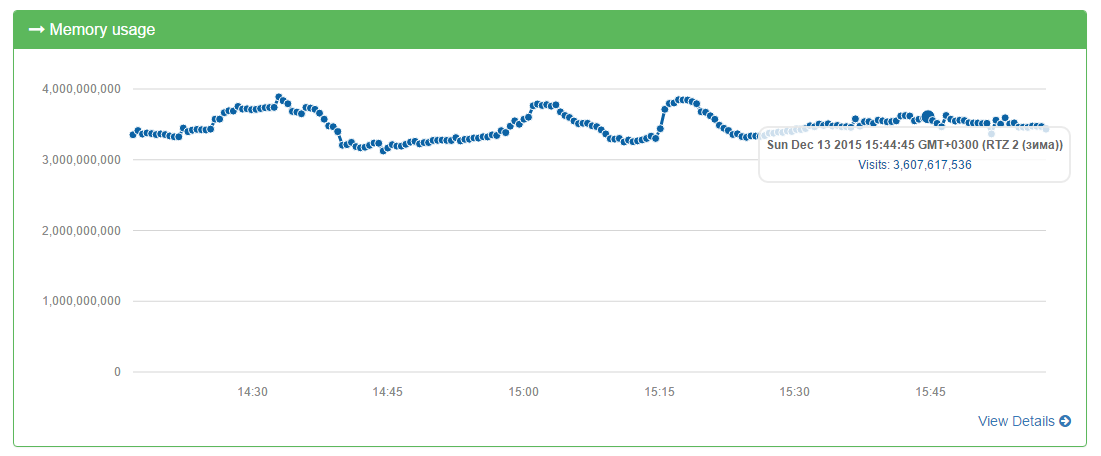 Memory usage
4,000,000,000
3,000,000,000
2,000,000,000
1,000,000,000
0
Sun Dec 13 2015 15:44:45 GMT+0300 (RTZ 2 (зима))
Visits: 3,607,617,536
14:30 14:45 15:00 15:15 15:30 15:45
View Details